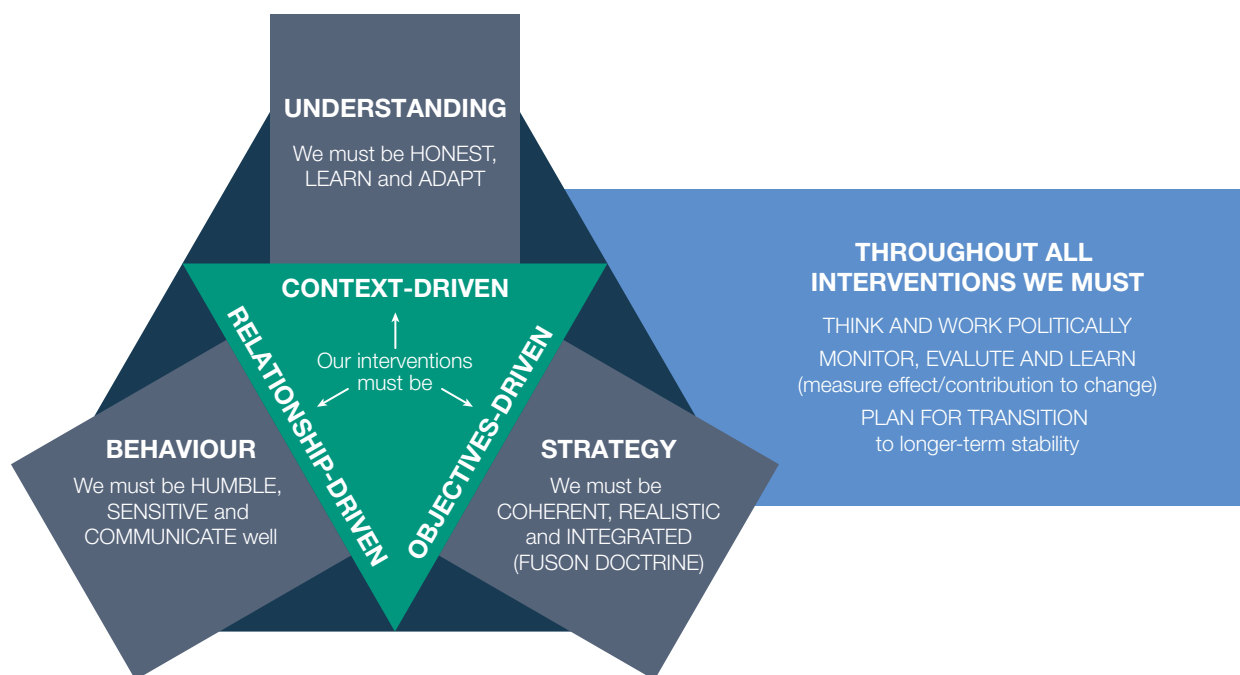 UNDERSTANDING
We must be HONEST,
LEARN and ADAPT
CONTEXT-DRIVEN
Our interventions
must be
RELATIONSHIP-DRIVEN
OBJECTIVES-DRIVEN
BEHAVIOUR
We must be HUMBLE,
SENSITIVE and
COMMUNICATE well
STRATEGY
We must be
COHERENT, REALISTIC
and INTEGRATED
(FUSON DOCTRINE)
THROUGHOUT ALL
INTERVENTIONS WE MUST
THINK AND WORK POLITICALLY
MONITOR, EVALUTE AND LEARN
(measure effect/contribution to change)
PLAN FOR TRANSITION
to longer-term stability